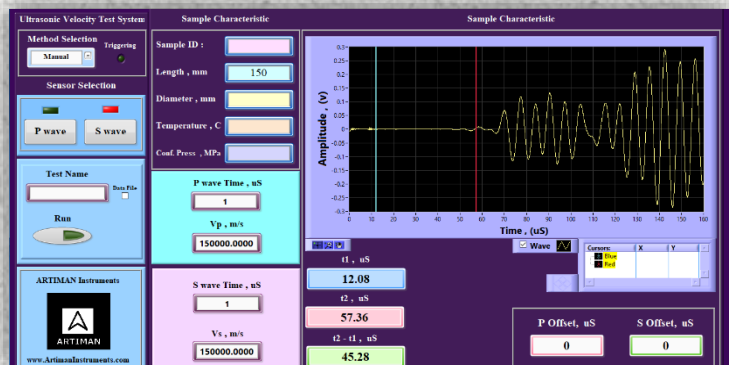 Ultrasonic Velocity Test System
Method Selection
Manual
Triggering
Sensor Selection
P wave
S wave
Test Name
Data File
Run
ARTIMAN Instruments
ARTIMAN
www.ArtimanInstruments.com
Sample Characteristic
Sample ID :
Length , mm
150
Diameter , mm
Temperature , C
Conf. Press , MPa
P wave Time , uS
1
Vp , m/s
150000.0000
S wave Time , uS
1
Vs , m/s
150000.0000
Sample Characteristic
Amplitude , (v)
0.3
0.25
0.2
0.15
0.1
0.05
0
-0.05
-0.1
-0.15
-0.2
-0.25
-0.3
0 10 20 30 40 50 60 70 80 90 100 110 120 130 140 150 160
Time , (uS)
Wave
Cursors: X Y
Blue
Red
t1 , uS
12.08
t2 , uS
57.36
t2 - t1 , uS
45.28
P Offset, uS
0
S Offset, uS
0